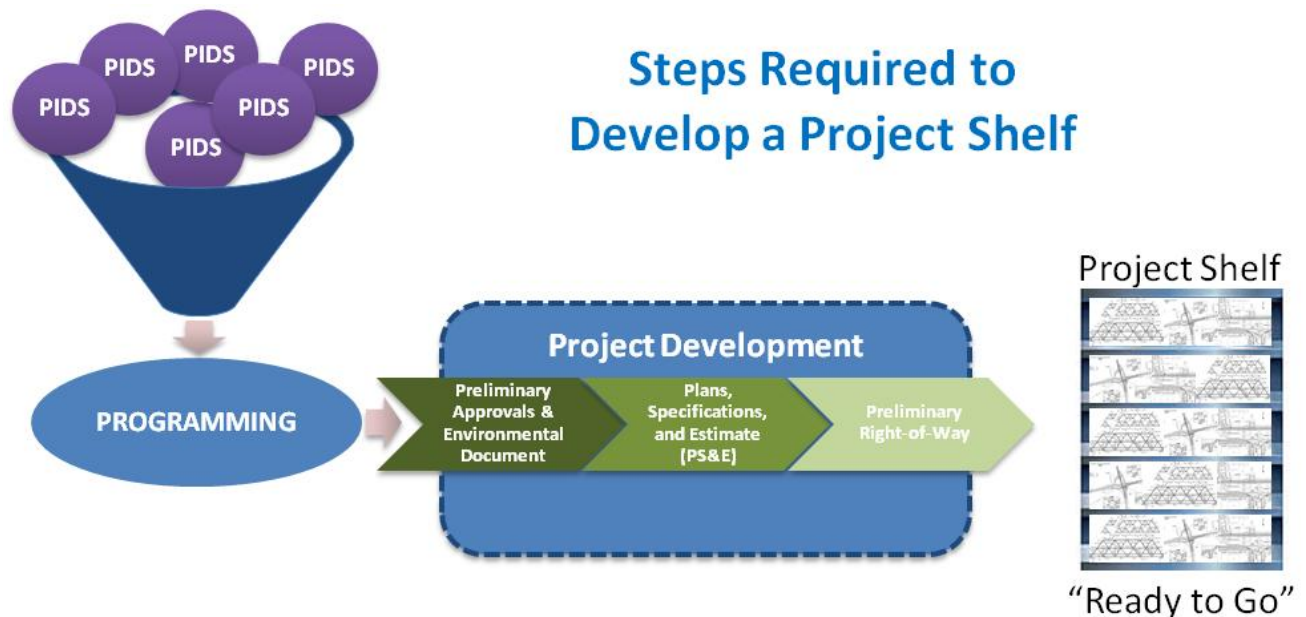 PIDS
PIDS
PIDS
PIDS
PIDS
PIDS
Steps Required to
Develop a Project Shelf
PROGRAMMING
Project Development
Preliminary
Approvals &
Environmental
Document
Plans,
Specifications,
and Estimate
(PS&E)
Preliminary
Right-of-Way
Project Shelf
“Ready to Go”